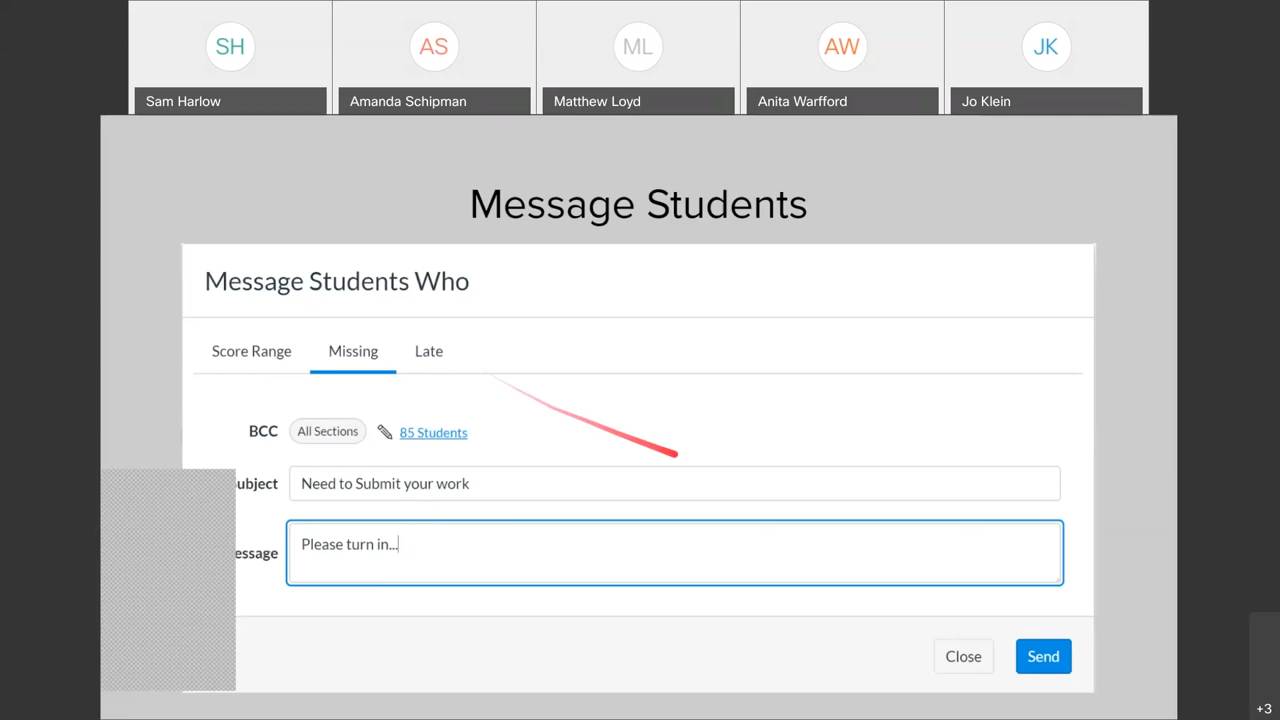 SH
AS
ML
AW
JK
Sam Harlow
Amanda Schipman
Matthew Loyd
Anita Warfford
Jo Klein
Message Students
Message Students Who
Score Range
Missing
Late
BCC
All Sections
85 Students
ubject
Need to Submit your work
essage
Please turn in...
Close
Send
+3